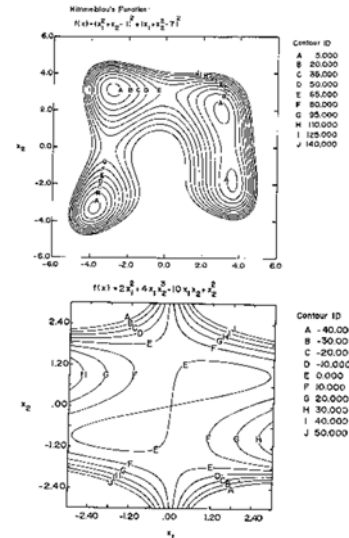 Himmelblau's Function
f(x)=(x₁²+x₂-11)²+(x₁+x₂²-7)²
Contour ID
A 5.000
B 20.000
C 35.000
D 50.000
E 65.000
F 80.000
G 95.000
H 110.000
I 125.000
J 140.000
6.0
4.0
2.0
.0
-2.0
-4.0
-6.0
x₂
A B C D E
-6.0 -4.0 -2.0 .0 2.0 4.0 6.0
f(x)=2x₁²+4x₁x₂³-10x₁x₂+x₂²
Contour ID
A -40.00
B -30.00
C -20.00
D -10.000
E 0.000
F 10.000
G 20.000
H 30.000
I 40.000
J 50.000
2.40
1.20
.00
-1.20
-2.40
x₂
-2.40 -1.20 .00 1.20 2.40
x₁